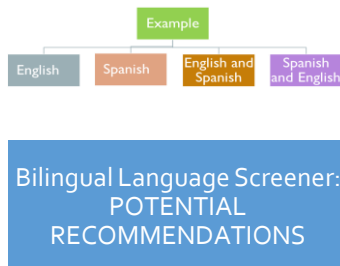 Example
English
Spanish
English and
Spanish
Spanish
and English
Bilingual Language Screener:
POTENTIAL
RECOMMENDATIONS